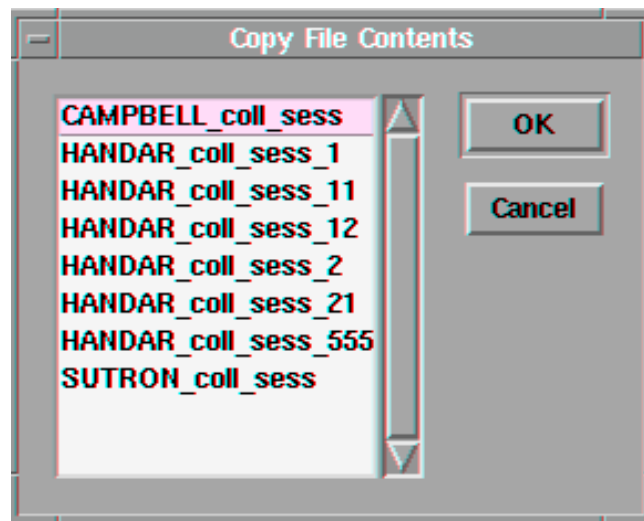 Copy File Contents
CAMPBELL_coll_sess
HANDAR_coll_sess_1
HANDAR_coll_sess_11
HANDAR_coll_sess_12
HANDAR_coll_sess_2
HANDAR_coll_sess_21
HANDAR_coll_sess_555
SUTRON_coll_sess
OK
Cancel